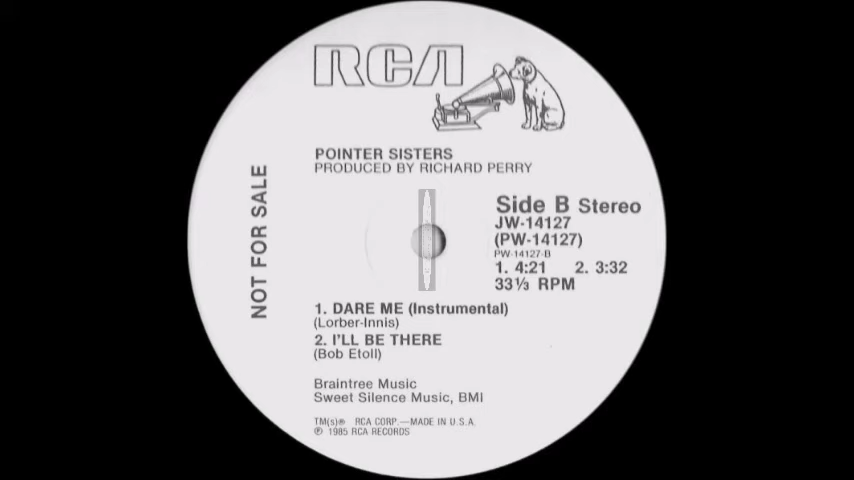 RCA
POINTER SISTERS
PRODUCED BY RICHARD PERRY
NOT FOR SALE
Side B Stereo
JW-14127
(PW-14127)
PW-14127-B
1. 4:21 2. 3:32
33⅓ RPM
1. DARE ME (Instrumental)
(Lorber-Innis)
2. I'LL BE THERE
(Bob Etoll)
Braintree Music
Sweet Silence Music, BMI
TM(s)® RCA CORP.—MADE IN U.S.A.
℗ 1985 RCA RECORDS